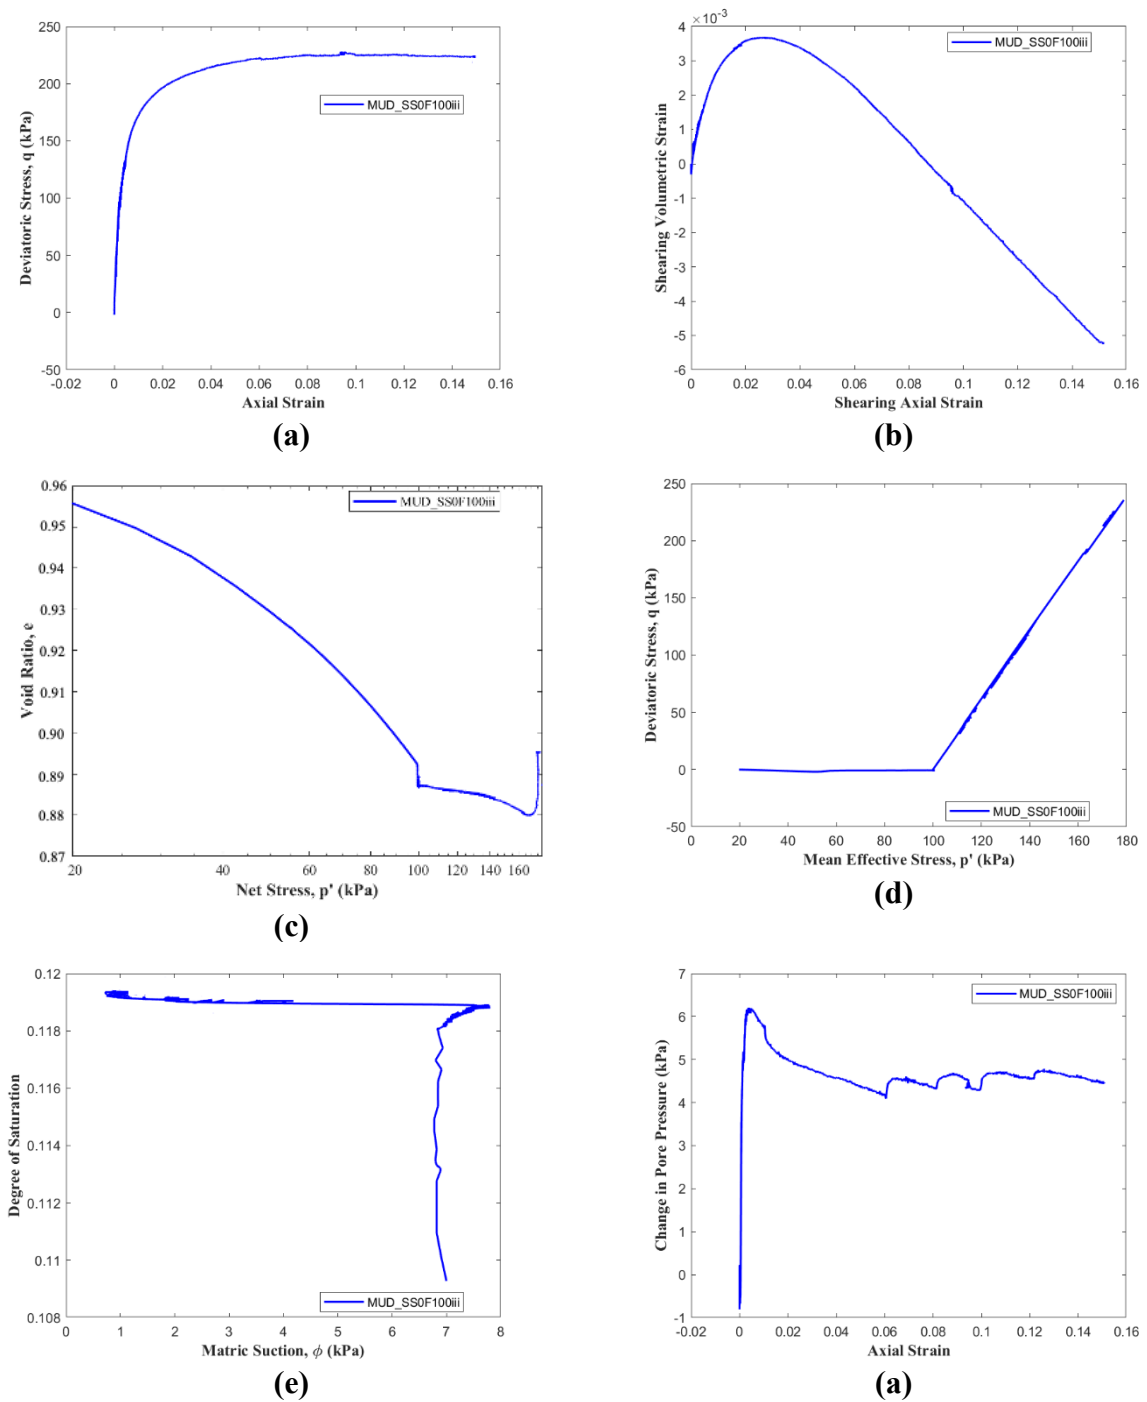 250
200
150
100
50
0
-50
-0.02 0 0.02 0.04 0.06 0.08 0.1 0.12 0.14 0.16
Deviatoric Stress, q (kPa)
Axial Strain
MUD_SS0F100iii
(a)
×10⁻³
4
3
2
1
0
-1
-2
-3
-4
-5
-6
0 0.02 0.04 0.06 0.08 0.1 0.12 0.14 0.16
Shearing Volumetric Strain
Shearing Axial Strain
MUD_SS0F100iii
(b)
0.96
0.95
0.94
0.93
0.92
0.91
0.90
0.89
0.88
0.87
20 40 60 80 100 120 140 160
Void Ratio, e
Net Stress, p' (kPa)
MUD_SS0F100iii
(c)
250
200
150
100
50
0
-50
0 20 40 60 80 100 120 140 160 180
Deviatoric Stress, q (kPa)
Mean Effective Stress, p' (kPa)
MUD_SS0F100iii
(d)
0.12
0.118
0.116
0.114
0.112
0.11
0.108
0 1 2 3 4 5 6 7 8
Degree of Saturation
Matric Suction, ϕ (kPa)
MUD_SS0F100iii
(e)
7
6
5
4
3
2
1
0
-1
-0.02 0 0.02 0.04 0.06 0.08 0.1 0.12 0.14 0.16
Change in Pore Pressure (kPa)
Axial Strain
MUD_SS0F100iii
(a)